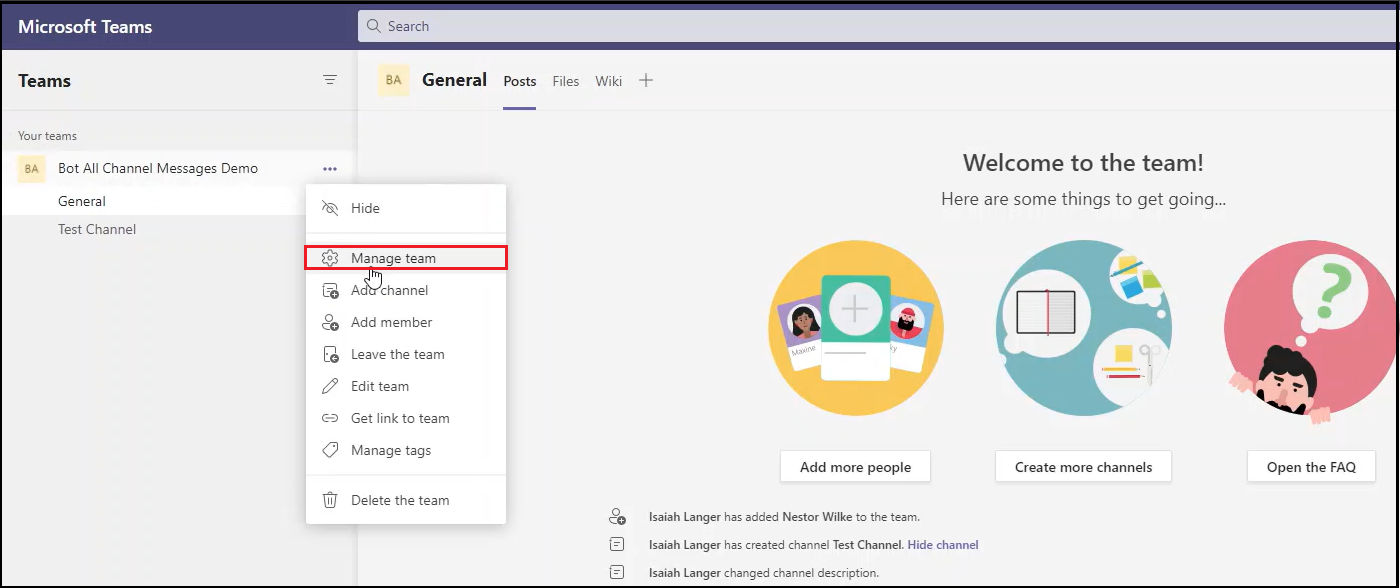 Microsoft Teams
Search
Teams
Your teams
BA Bot All Channel Messages Demo
General
Test Channel
Hide
Manage team
Add channel
Add member
Leave the team
Edit team
Get link to team
Manage tags
Delete the team
BA General Posts Files Wiki
Welcome to the team!
Here are some things to get going...
Maxine
Add more people
Create more channels
Open the FAQ
Isaiah Langer has added Nestor Wilke to the team.
Isaiah Langer has created channel Test Channel. Hide channel
Isaiah Langer changed channel description.